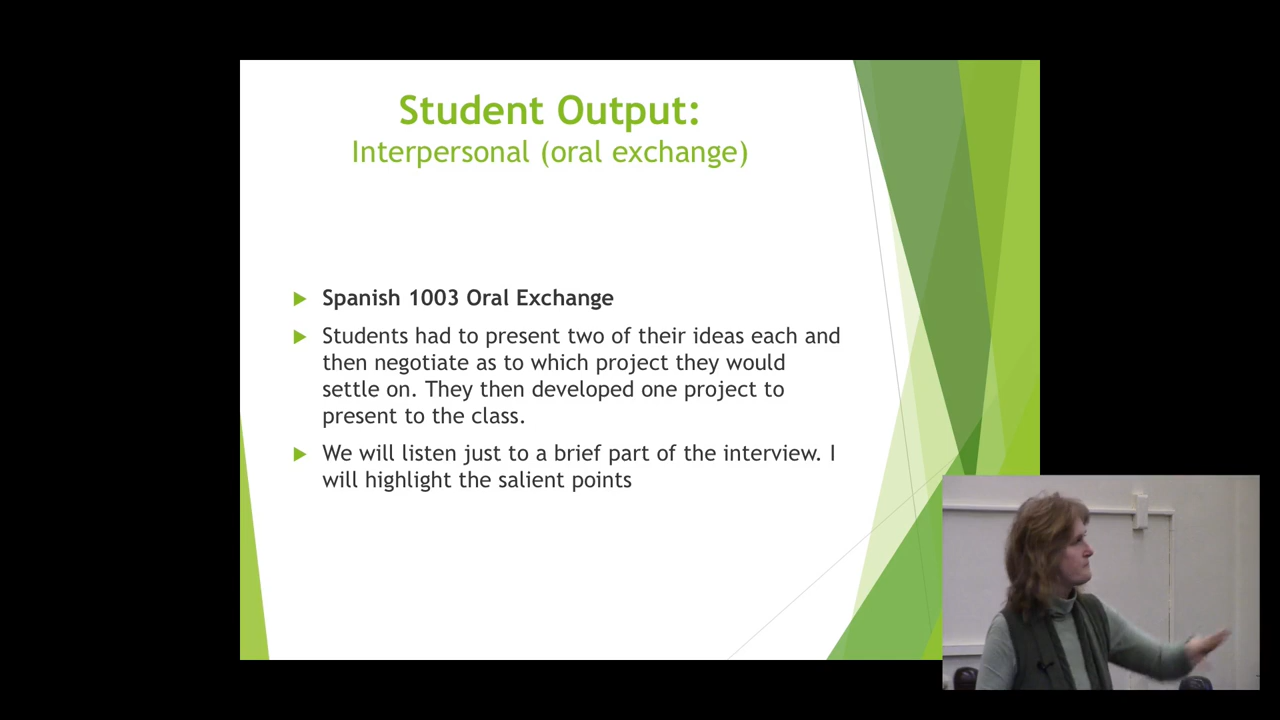 Student Output:
Interpersonal (oral exchange)
Spanish 1003 Oral Exchange
Students had to present two of their ideas each and
then negotiate as to which project they would
settle on. They then developed one project to
present to the class.
We will listen just to a brief part of the interview. I
will highlight the salient points